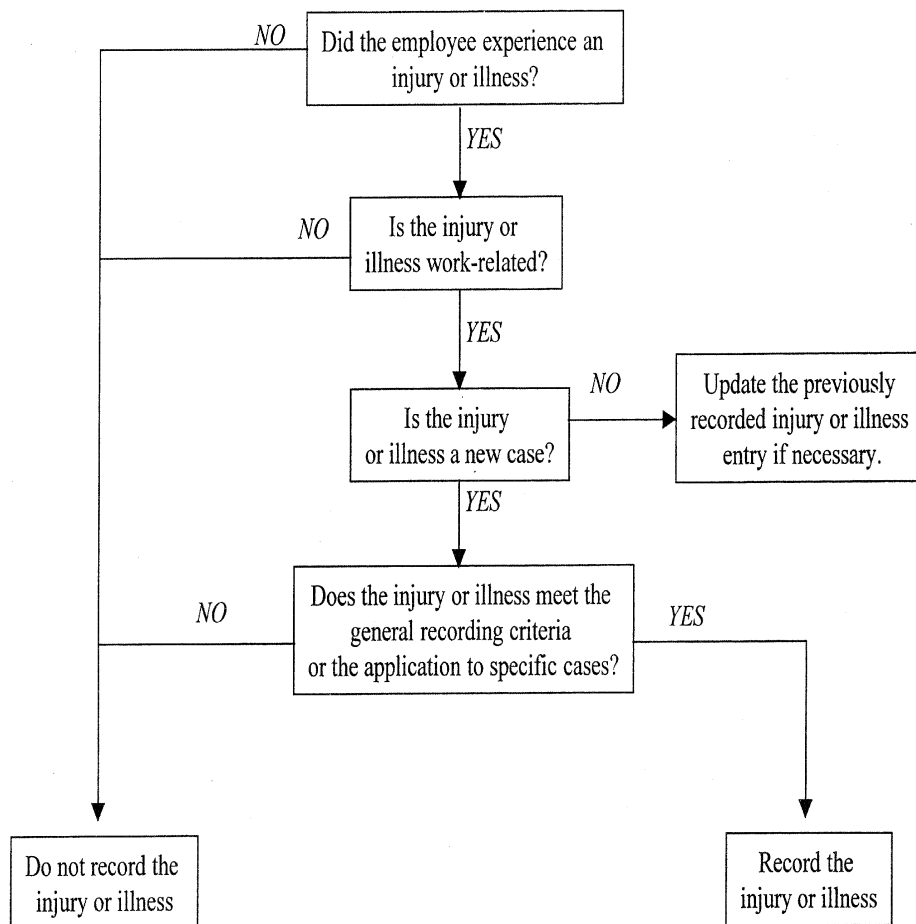 NO
Did the employee experience an
injury or illness?
YES
NO
Is the injury or
illness work-related?
YES
Is the injury
or illness a new case?
NO
Update the previously
recorded injury or illness
entry if necessary.
YES
NO
Does the injury or illness meet the
general recording criteria
or the application to specific cases?
YES
Do not record the
injury or illness
Record the
injury or illness